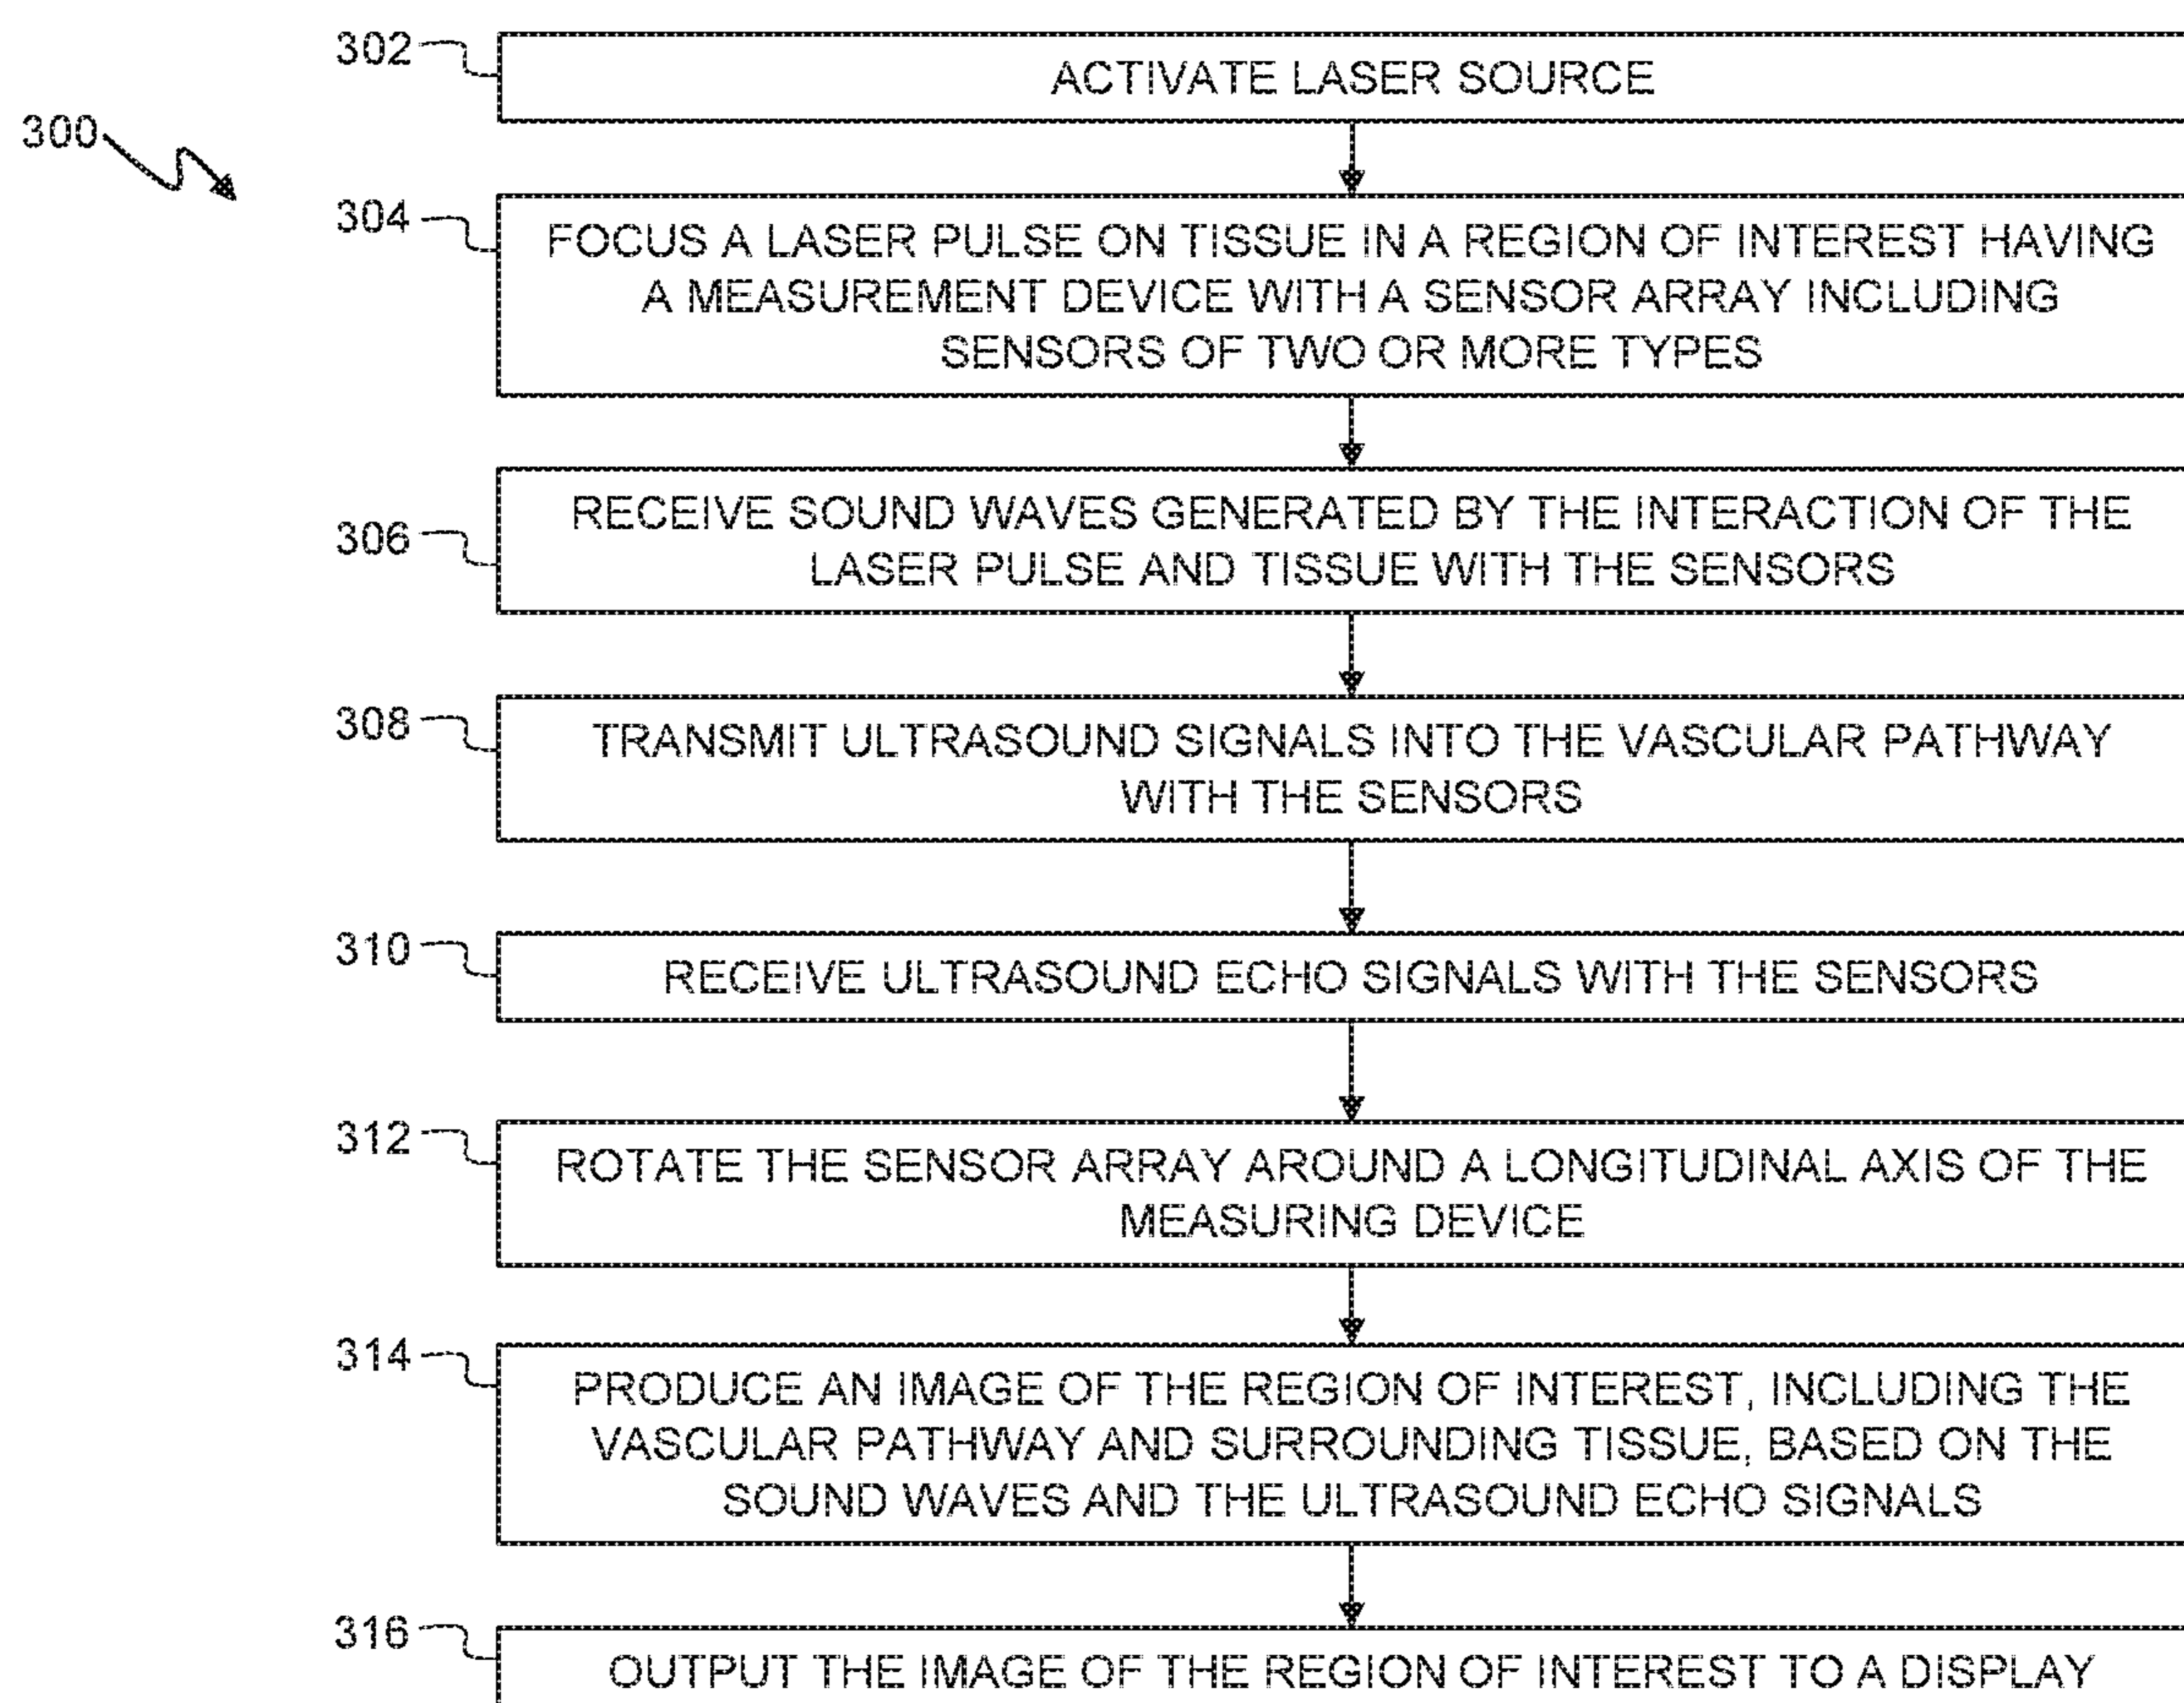 302
ACTIVATE LASER SOURCE
300
304
FOCUS A LASER PULSE ON TISSUE IN A REGION OF INTEREST HAVING
A MEASUREMENT DEVICE WITH A SENSOR ARRAY INCLUDING
SENSORS OF TWO OR MORE TYPES
306
RECEIVE SOUND WAVES GENERATED BY THE INTERACTION OF THE
LASER PULSE AND TISSUE WITH THE SENSORS
308
TRANSMIT ULTRASOUND SIGNALS INTO THE VASCULAR PATHWAY
WITH THE SENSORS
310
RECEIVE ULTRASOUND ECHO SIGNALS WITH THE SENSORS
312
ROTATE THE SENSOR ARRAY AROUND A LONGITUDINAL AXIS OF THE
MEASURING DEVICE
314
PRODUCE AN IMAGE OF THE REGION OF INTEREST, INCLUDING THE
VASCULAR PATHWAY AND SURROUNDING TISSUE, BASED ON THE
SOUND WAVES AND THE ULTRASOUND ECHO SIGNALS
316
OUTPUT THE IMAGE OF THE REGION OF INTEREST TO A DISPLAY